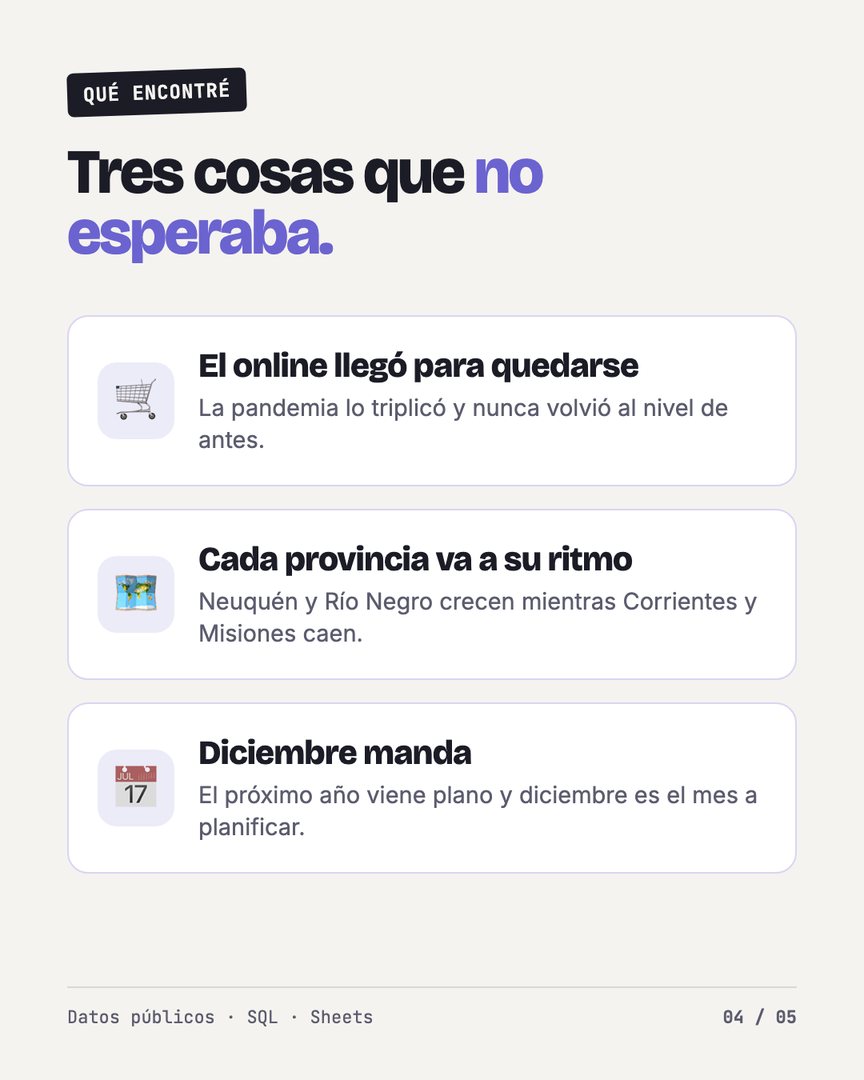 QUÉ ENCONTRÉ
Tres cosas que no
esperaba.
El online llegó para quedarse
La pandemia lo triplicó y nunca volvió al nivel de
antes.
Cada provincia va a su ritmo
Neuquén y Río Negro crecen mientras Corrientes y
Misiones caen.
JUL
17
Diciembre manda
El próximo año viene plano y diciembre es el mes a
planificar.
Datos públicos · SQL · Sheets
04 / 05